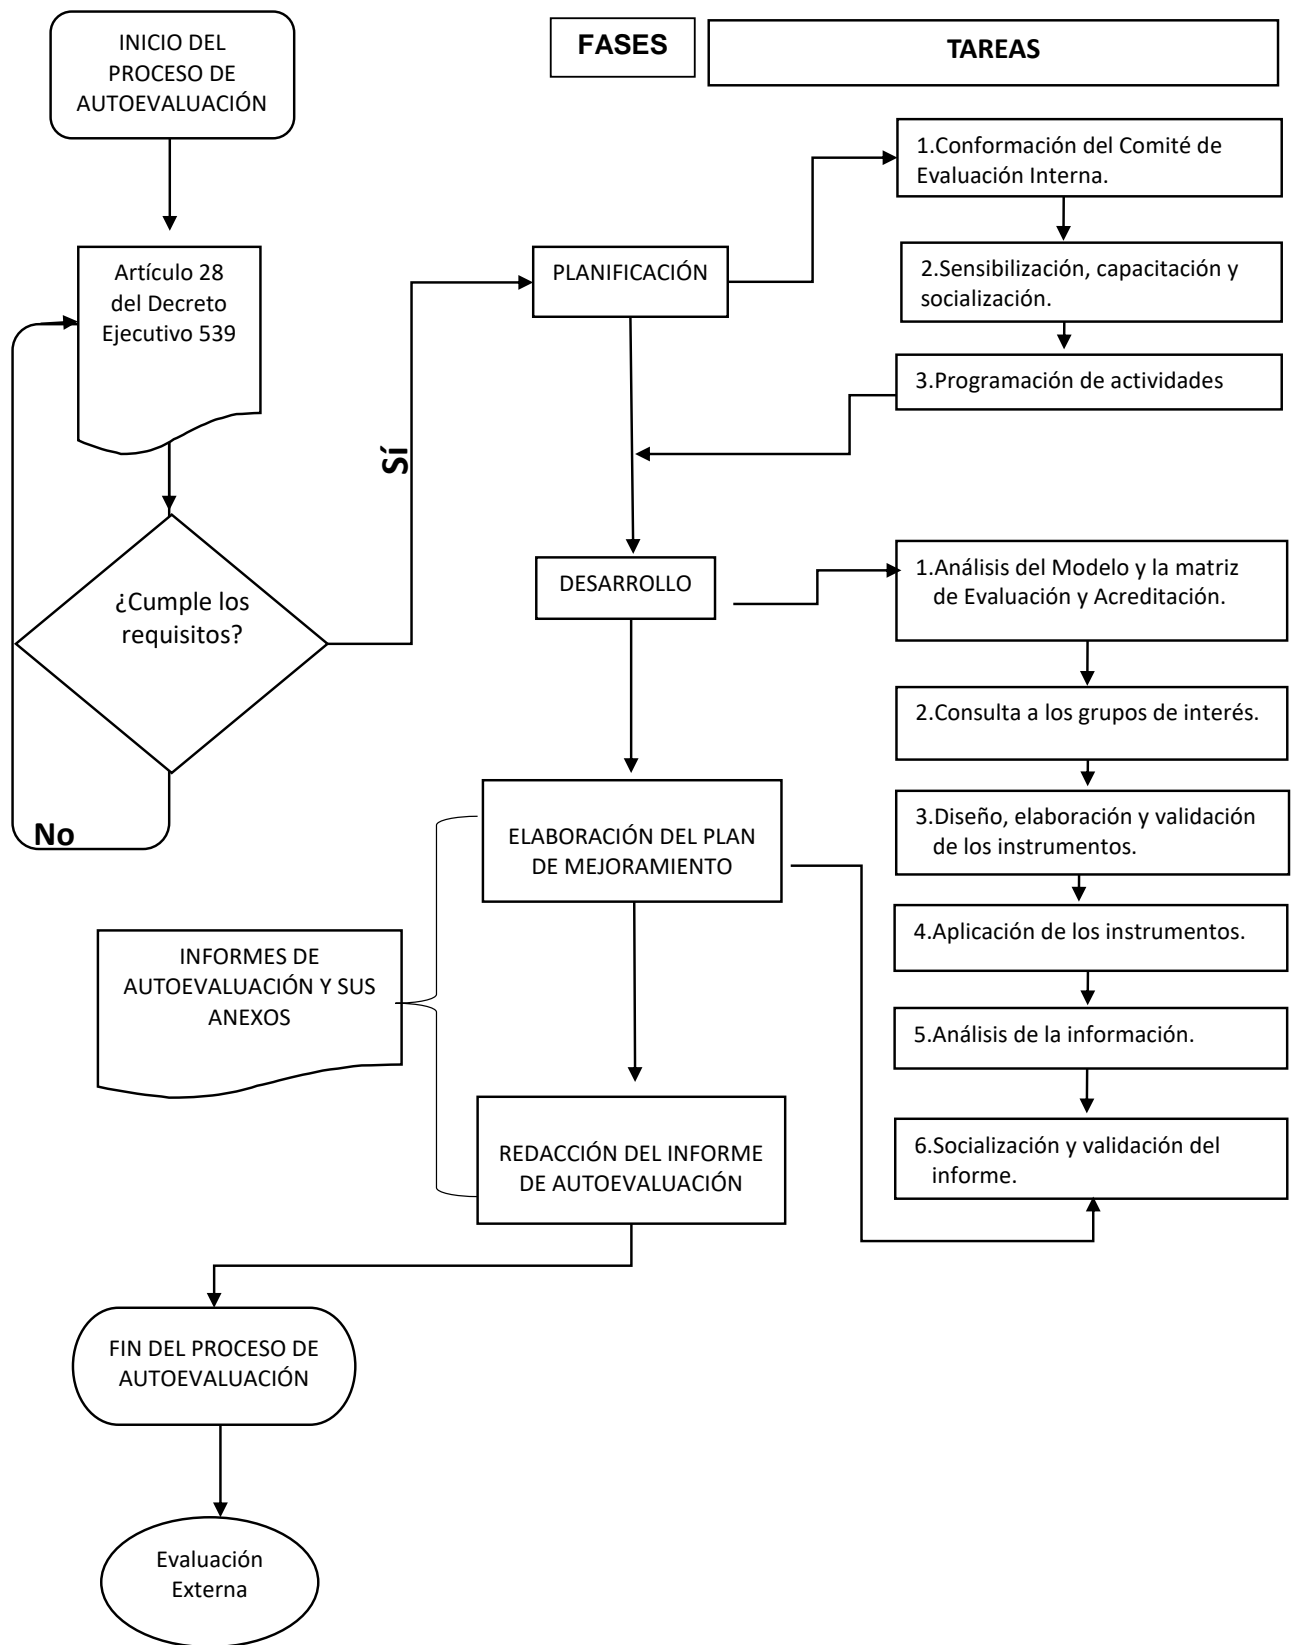 INICIO DEL
PROCESO DE
AUTOEVALUACIÓN
FASES
TAREAS
Artículo 28
del Decreto
Ejecutivo 539
¿Cumple los
requisitos?
Sí
No
PLANIFICACIÓN
1.Conformación del Comité de
Evaluación Interna.
2.Sensibilización, capacitación y
socialización.
3.Programación de actividades
DESARROLLO
1.Análisis del Modelo y la matriz
de Evaluación y Acreditación.
2.Consulta a los grupos de interés.
3.Diseño, elaboración y validación
de los instrumentos.
4.Aplicación de los instrumentos.
5.Análisis de la información.
6.Socialización y validación del
informe.
ELABORACIÓN DEL PLAN
DE MEJORAMIENTO
INFORMES DE
AUTOEVALUACIÓN Y SUS
ANEXOS
REDACCIÓN DEL INFORME
DE AUTOEVALUACIÓN
FIN DEL PROCESO DE
AUTOEVALUACIÓN
Evaluación
Externa